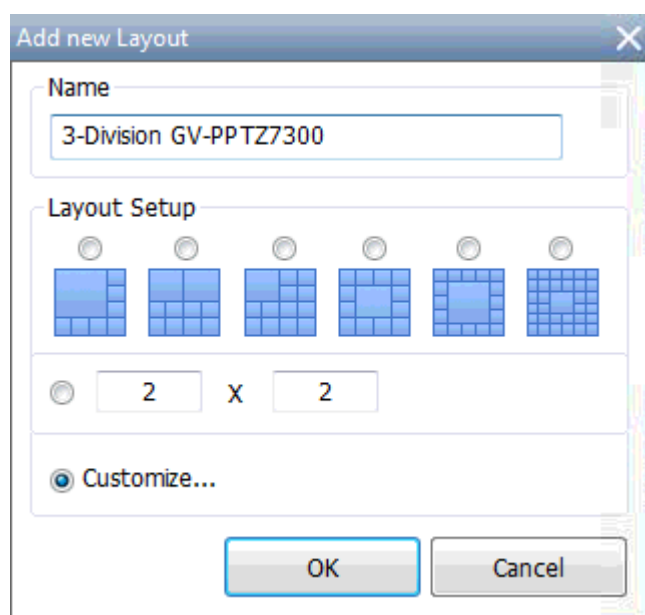 Add new Layout
Name
3-Division GV-PPTZ7300
Layout Setup
2 X 2
Customize...
OK Cancel